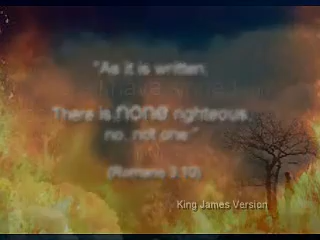 "As it is written,
There is none righteous,
no, not one:"
(Romans 3:10)
King James Version